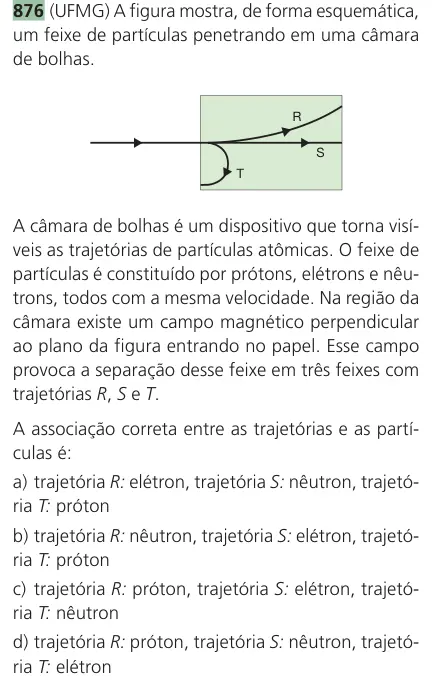 876 (UFMG) A figura mostra, de forma esquemática,
um feixe de partículas penetrando em uma câmara
de bolhas.
R
S
T
A câmara de bolhas é um dispositivo que torna visí-
veis as trajetórias de partículas atômicas. O feixe de
partículas é constituído por prótons, elétrons e nêu-
trons, todos com a mesma velocidade. Na região da
câmara existe um campo magnético perpendicular
ao plano da figura entrando no papel. Esse campo
provoca a separação desse feixe em três feixes com
trajetórias R, S e T.
A associação correta entre as trajetórias e as partí-
culas é:
a) trajetória R: elétron, trajetória S: nêutron, trajetó-
ria T: próton
b) trajetória R: nêutron, trajetória S: elétron, trajetó-
ria T: próton
c) trajetória R: próton, trajetória S: elétron, trajetó-
ria T: nêutron
d) trajetória R: próton, trajetória S: nêutron, trajetó-
ria T: elétron